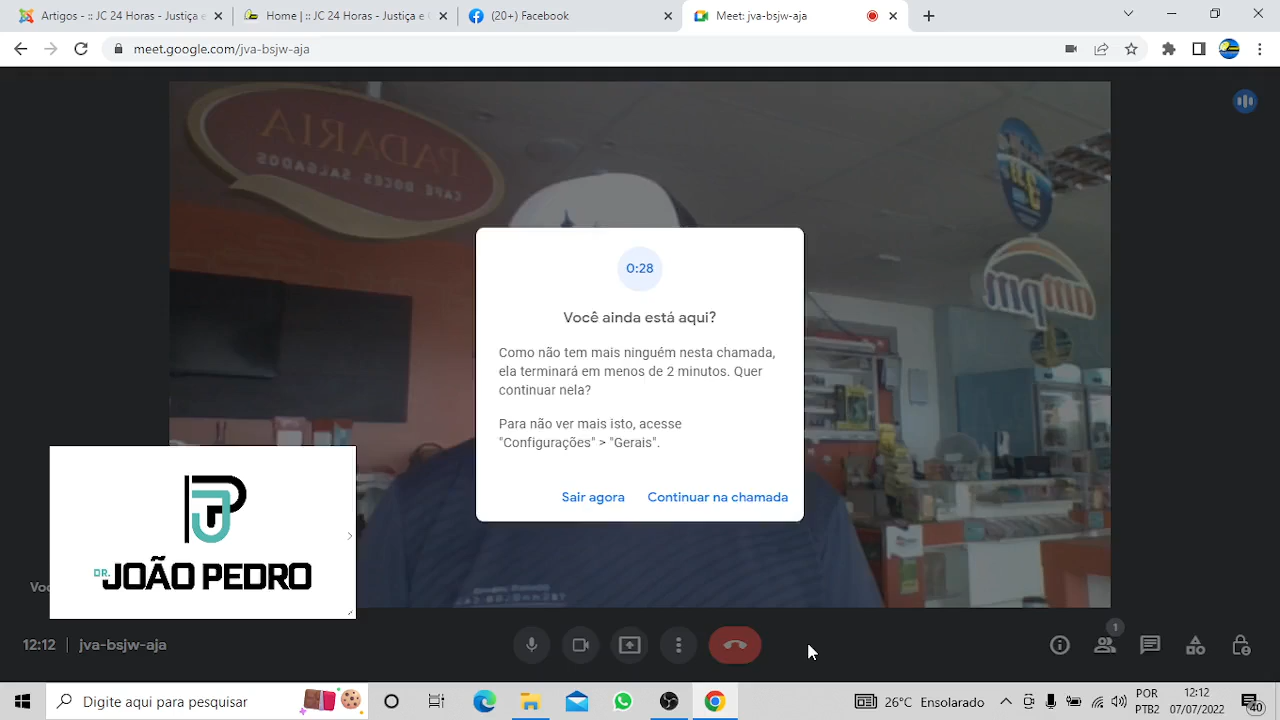 Artigos - :: JC 24 Horas - Justiça e
Home | :: JC 24 Horas - Justiça e C
(20+) Facebook
Meet: jva-bsjw-aja
meet.google.com/jva-bsjw-aja
PADARIA
CAFÉ DOCES SALGADOS
0:28
Você ainda está aqui?
Como não tem mais ninguém nesta chamada,
ela terminará em menos de 2 minutos. Quer
continuar nela?
Para não ver mais isto, acesse
"Configurações" > "Gerais".
Sair agora
Continuar na chamada
DR. JOÃO PEDRO
Voc
12:12 | jva-bsjw-aja
1
Digite aqui para pesquisar
26°C Ensolarado
POR
PTB2
12:12
07/07/2022
40